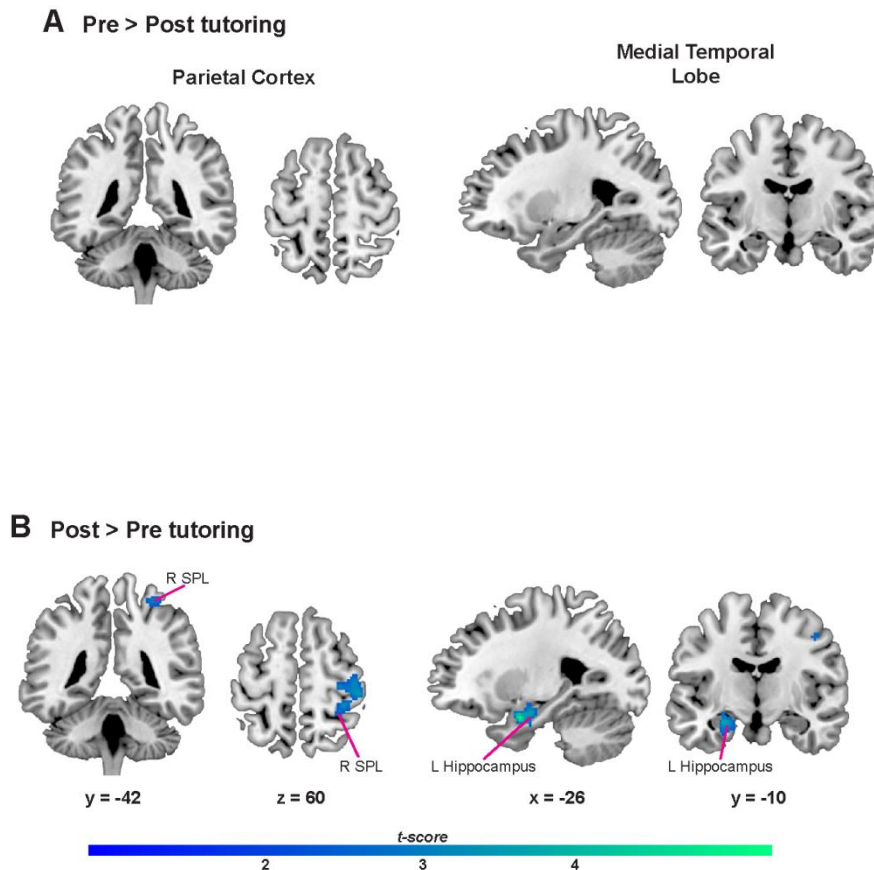 A Pre > Post tutoring
Parietal Cortex
Medial Temporal
Lobe
B Post > Pre tutoring
R SPL
R SPL
L Hippocampus
L Hippocampus
y = -42
z = 60
x = -26
y = -10
t-score
2 3 4